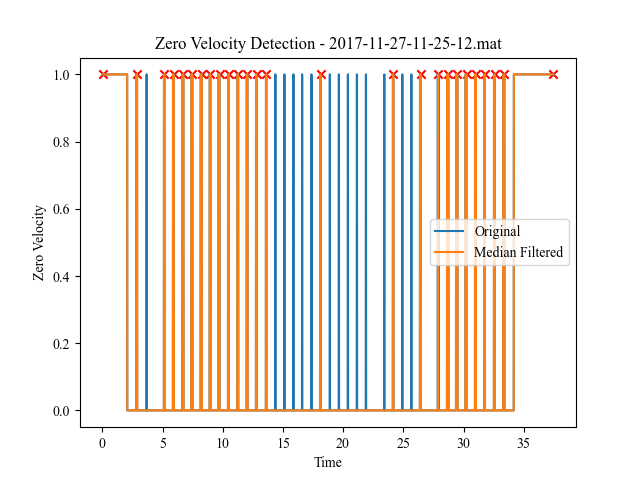 Zero Velocity Detection - 2017-11-27-11-25-12.mat
1.0
0.8
0.6
0.4
0.2
0.0
Zero Velocity
Original
Median Filtered
0 5 10 15 20 25 30 35
Time